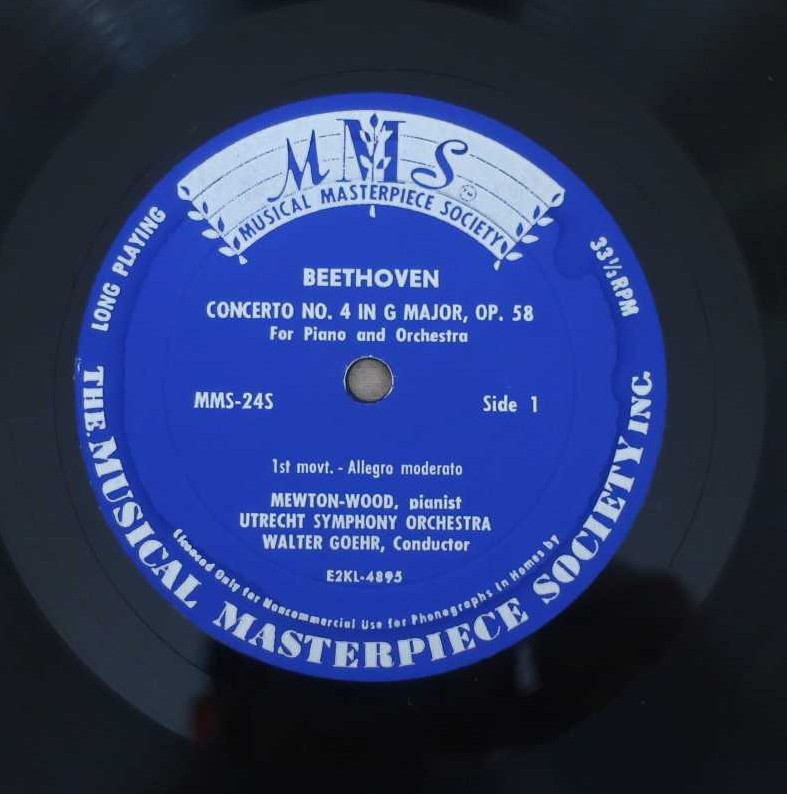 MMS
MUSICAL MASTERPIECE SOCIETY
TM
LONG PLAYING
33⅓ RPM
BEETHOVEN
CONCERTO NO. 4 IN G MAJOR, OP. 58
For Piano and Orchestra
MMS-24S
Side 1
1st movt. - Allegro moderato
MEWTON-WOOD, pianist
UTRECHT SYMPHONY ORCHESTRA
WALTER GOEHR, Conductor
E2KL-4895
Licensed Only for Noncommercial Use for Phonographs in Homes by
THE MUSICAL MASTERPIECE SOCIETY INC.